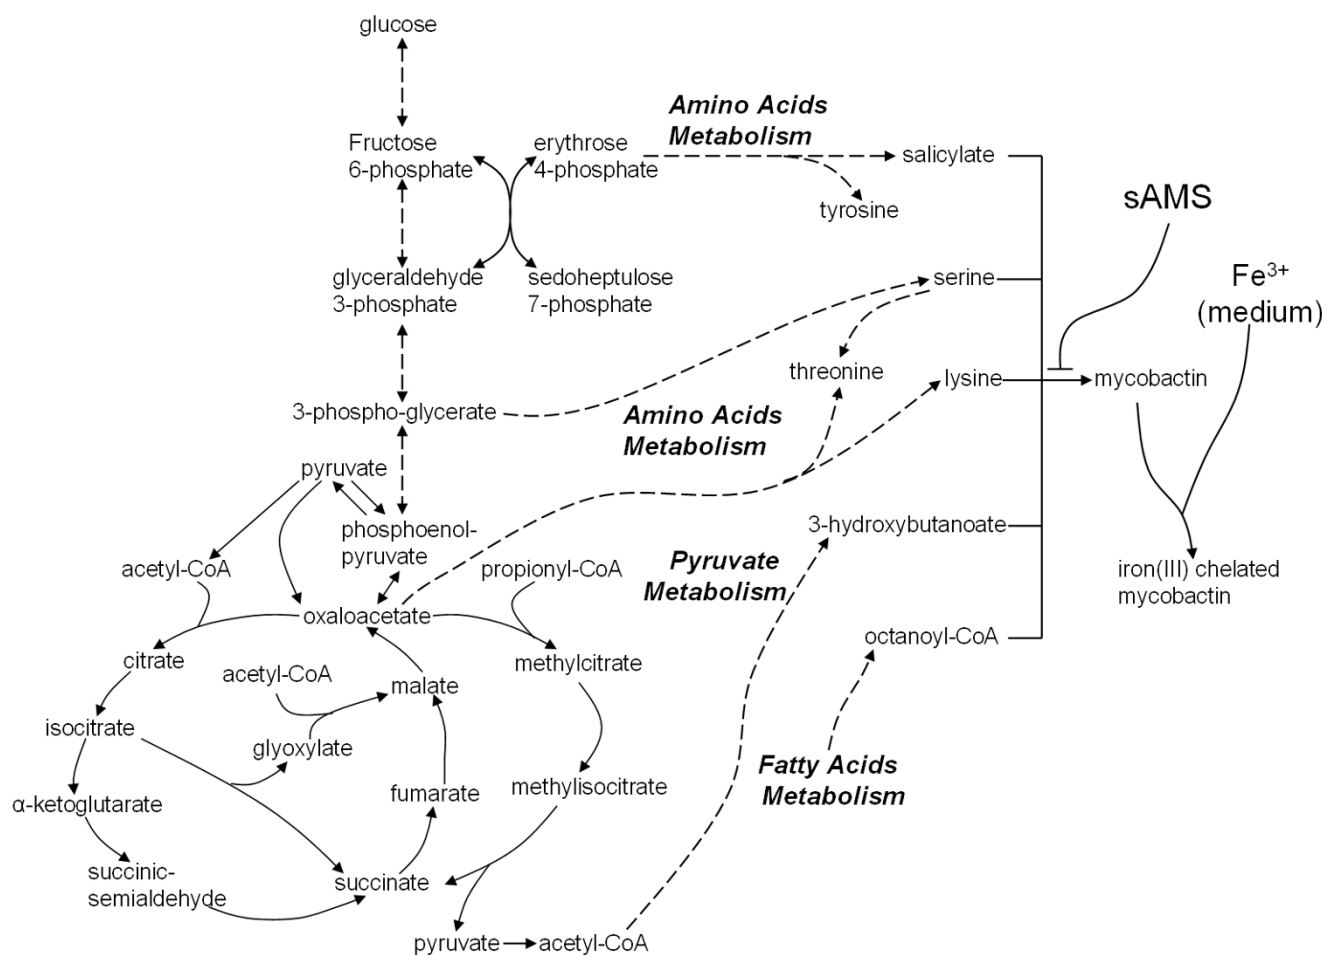 glucose
Amino Acids
Metabolism
Fructose
6-phosphate
erythrose
4-phosphate
salicylate
tyrosine
sAMS
glyceraldehyde
3-phosphate
sedoheptulose
7-phosphate
serine
Fe³⁺
(medium)
threonine
lysine
mycobactin
3-phospho-glycerate
Amino Acids
Metabolism
pyruvate
phosphoenol-
pyruvate
3-hydroxybutanoate
acetyl-CoA
propionyl-CoA
Pyruvate
Metabolism
iron(III) chelated
mycobactin
oxaloacetate
octanoyl-CoA
citrate
acetyl-CoA
malate
methylcitrate
isocitrate
glyoxylate
Fatty Acids
Metabolism
α-ketoglutarate
fumarate
methylisocitrate
succinic-
semialdehyde
succinate
pyruvate
acetyl-CoA